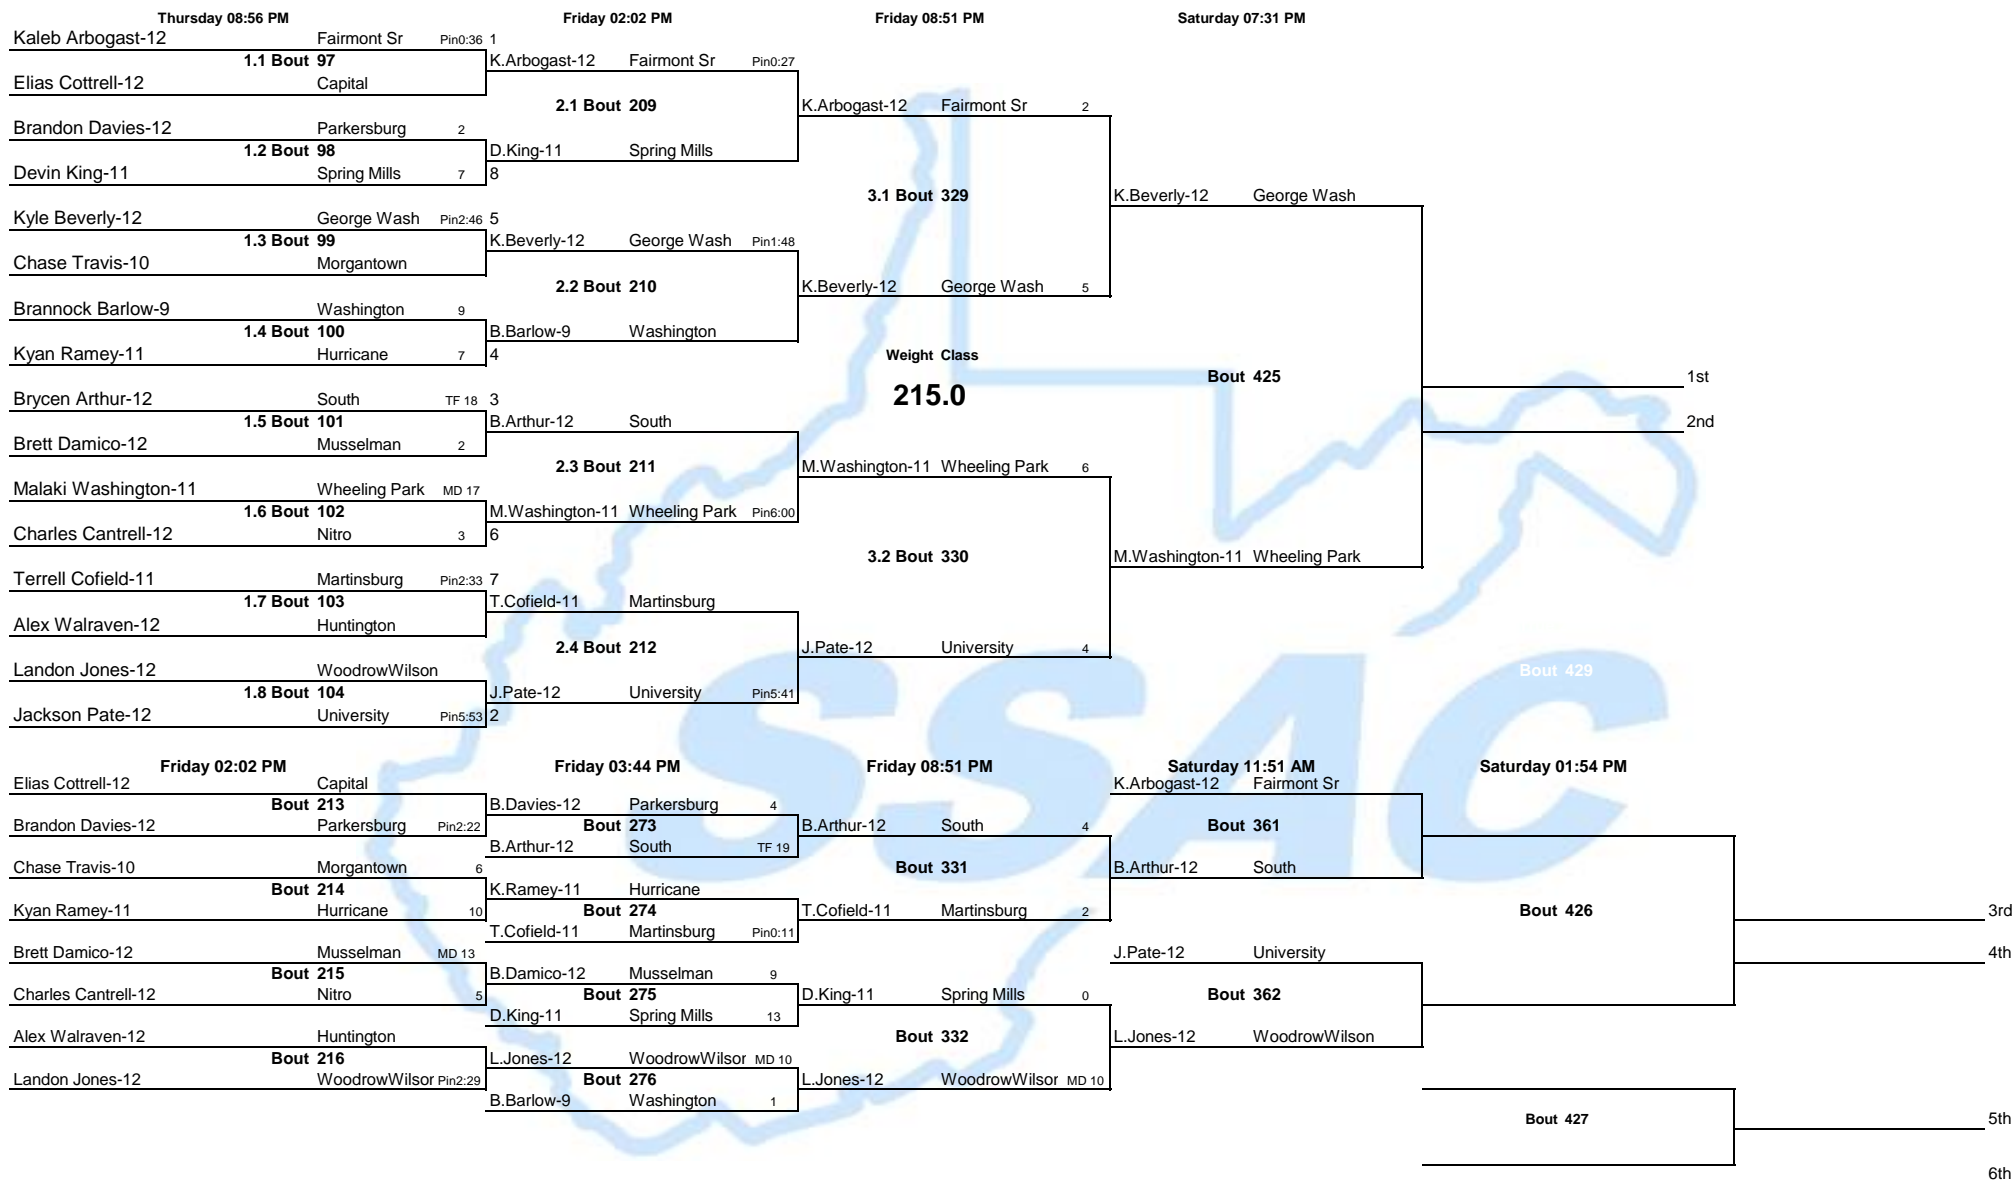 Thursday 08:56 PM Friday 02:02 PM Friday 08:51 PM Saturday 07:31 PM
Kaleb Arbogast-12 Fairmont Sr Pin0:36 1
1.1 Bout 97 K.Arbogast-12 Fairmont Sr Pin0:27
Elias Cottrell-12 Capital
2.1 Bout 209 K.Arbogast-12 Fairmont Sr 2
Brandon Davies-12 Parkersburg 2
1.2 Bout 98 D.King-11 Spring Mills
Devin King-11 Spring Mills 7 8
3.1 Bout 329 K.Beverly-12 George Wash
Kyle Beverly-12 George Wash Pin2:46 5
1.3 Bout 99 K.Beverly-12 George Wash Pin1:48
Chase Travis-10 Morgantown
2.2 Bout 210 K.Beverly-12 George Wash 5
Brannock Barlow-9 Washington 9
1.4 Bout 100 B.Barlow-9 Washington
Kyan Ramey-11 Hurricane 7 4 Weight Class
Bout 425 1st
Brycen Arthur-12 South TF 18 3 215.0
1.5 Bout 101 B.Arthur-12 South 2nd
Brett Damico-12 Musselman 2
2.3 Bout 211 M.Washington-11 Wheeling Park 6
Malaki Washington-11 Wheeling Park MD 17
1.6 Bout 102 M.Washington-11 Wheeling Park Pin6:00
Charles Cantrell-12 Nitro 3 6
3.2 Bout 330 M.Washington-11 Wheeling Park
Terrell Cofield-11 Martinsburg Pin2:33 7
1.7 Bout 103 T.Cofield-11 Martinsburg
Alex Walraven-12 Huntington
2.4 Bout 212 J.Pate-12 University 4
Landon Jones-12 WoodrowWilson Bout 429
1.8 Bout 104 J.Pate-12 University Pin5:41
Jackson Pate-12 University Pin5:53 2
SSAC
Friday 02:02 PM Friday 03:44 PM Friday 08:51 PM Saturday 11:51 AM Saturday 01:54 PM
Elias Cottrell-12 Capital K.Arbogast-12 Fairmont Sr
Bout 213 B.Davies-12 Parkersburg 4
Brandon Davies-12 Parkersburg Pin2:22 Bout 273 B.Arthur-12 South 4 Bout 361
B.Arthur-12 South TF 19
Chase Travis-10 Morgantown 6 Bout 331 B.Arthur-12 South
Bout 214 K.Ramey-11 Hurricane
Kyan Ramey-11 Hurricane 10 Bout 274 T.Cofield-11 Martinsburg 2 Bout 426 3rd
T.Cofield-11 Martinsburg Pin0:11
Brett Damico-12 Musselman MD 13 J.Pate-12 University 4th
Bout 215 B.Damico-12 Musselman 9
Charles Cantrell-12 Nitro 5 Bout 275 D.King-11 Spring Mills 0 Bout 362
D.King-11 Spring Mills 13
Alex Walraven-12 Huntington Bout 332 L.Jones-12 WoodrowWilson
Bout 216 L.Jones-12 WoodrowWilsor MD 10
Landon Jones-12 WoodrowWilsor Pin2:29 Bout 276 L.Jones-12 WoodrowWilsor MD 10
B.Barlow-9 Washington 1
Bout 427 5th
6th